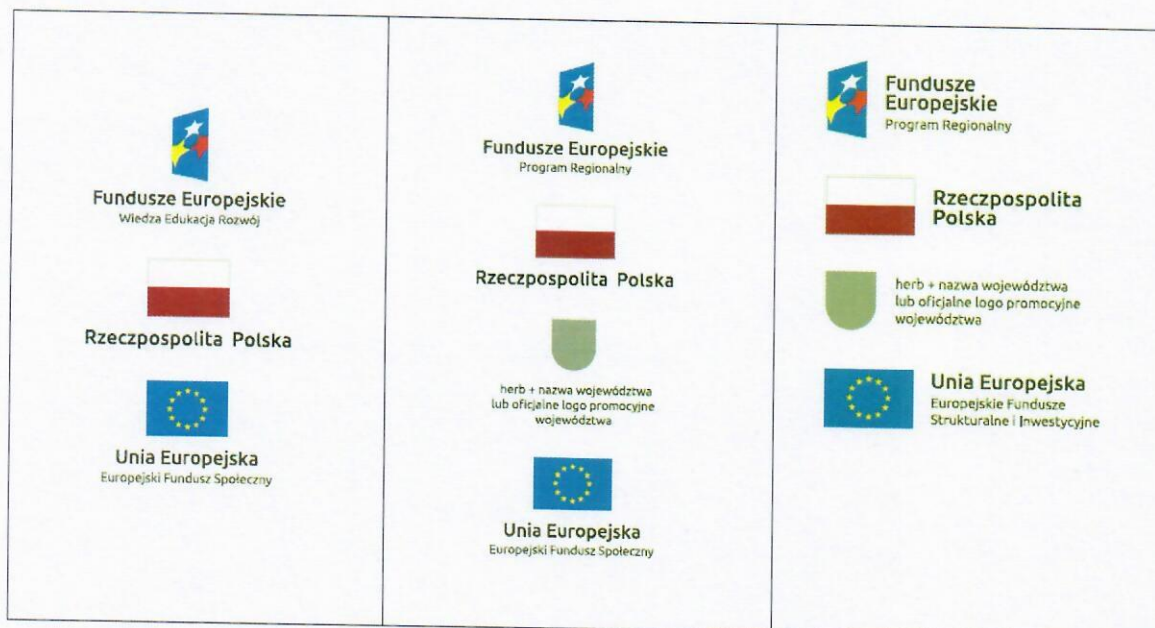 Fundusze Europejskie
Wiedza Edukacja Rozwój
Rzeczpospolita Polska
Unia Europejska
Europejski Fundusz Społeczny
Fundusze Europejskie
Program Regionalny
Rzeczpospolita Polska
herb + nazwa województwa
lub oficjalne logo promocyjne
województwa
Unia Europejska
Europejski Fundusz Społeczny
Fundusze
Europejskie
Program Regionalny
Rzeczpospolita
Polska
herb + nazwa województwa
lub oficjalne logo promocyjne
województwa
Unia Europejska
Europejskie Fundusze
Strukturalne i Inwestycyjne